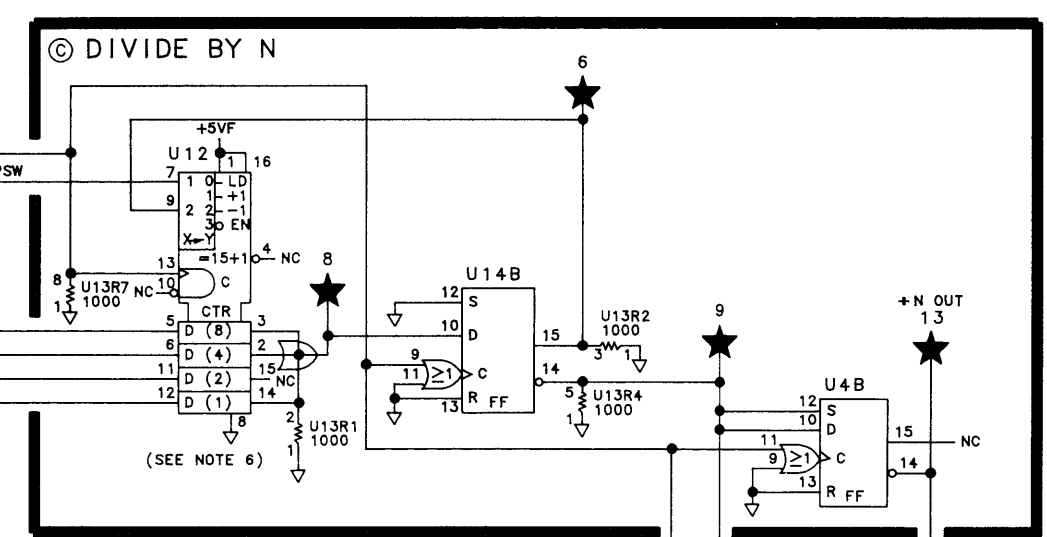 Ⓒ DIVIDE BY N
6
+5VF
U12
1 16
SW
7 1 0 LD
1 +1
9 2 2 -1
3 EN
X→Y
=15+1 4 NC
13
10 NC C
8 U13R7
1000
1
CTR
5 D (8) 3
6 D (4) 2
11 D (2) 15 NC
12 D (1) 14
8
2 U13R1
1000
1
(SEE NOTE 6)
8
U14B
12 S
10 D 15
9
11 ≥1 C 14
13 R FF
U13R2
1000
3 1
5 U13R4
1000
1
9
+N OUT
13
U4B
12 S
10 D 15 NC
11
9 ≥1 C 14
13 R FF